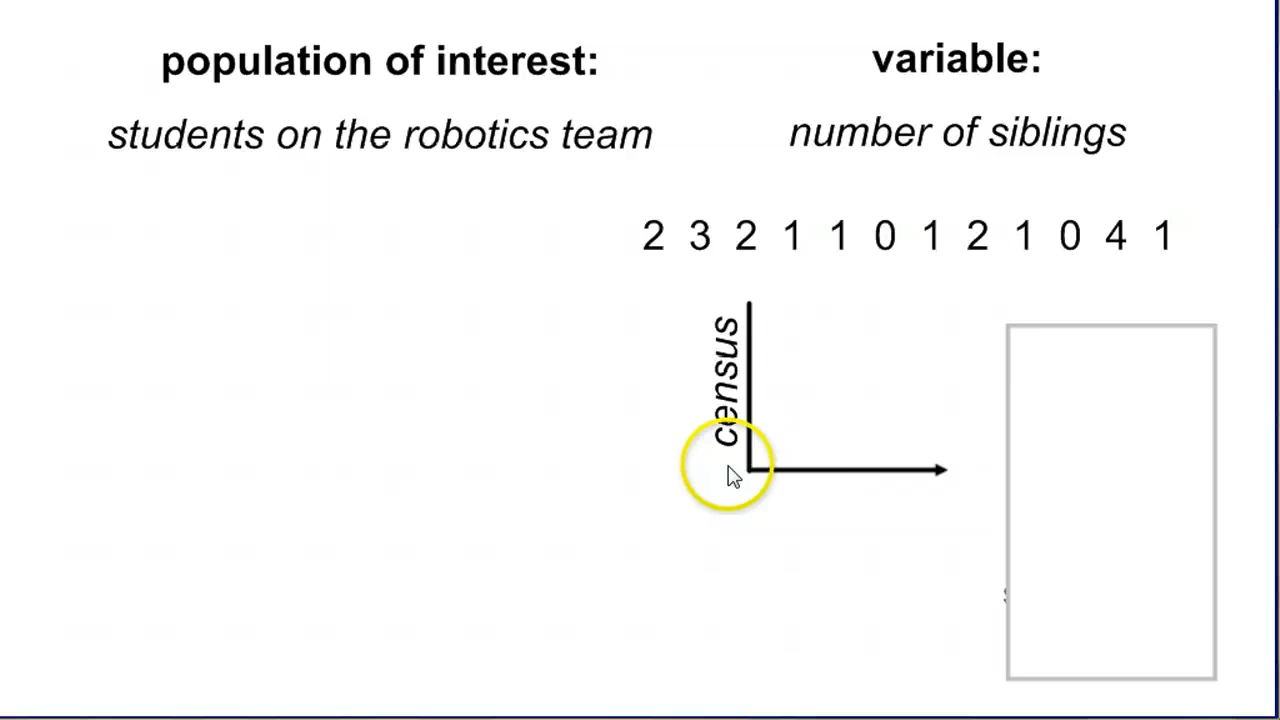 population of interest:
variable:
students on the robotics team
number of siblings
2 3 2 1 1 0 1 2 1 0 4 1
census